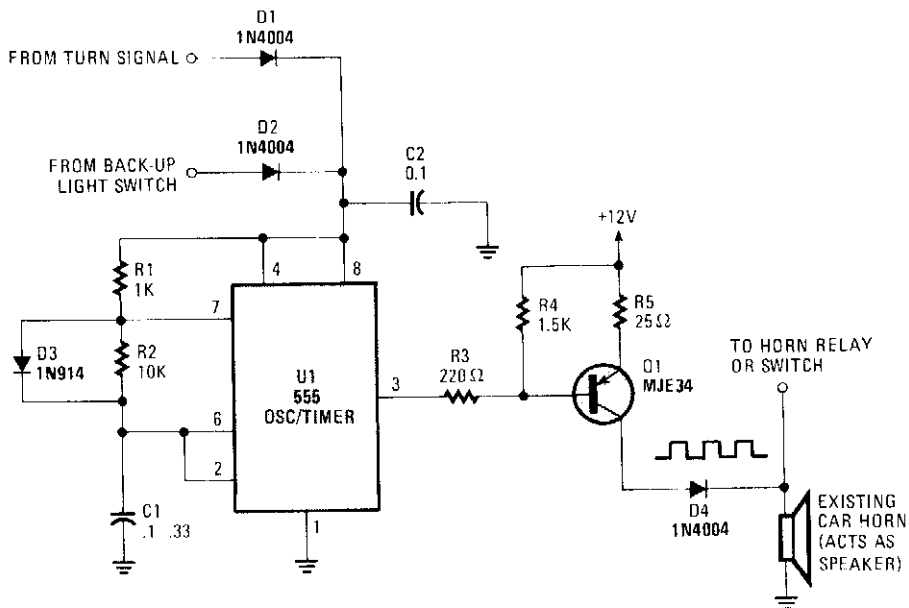 D1
1N4004
FROM TURN SIGNAL
D2
1N4004
FROM BACK-UP
LIGHT SWITCH
C2
0.1
+12V
R1
1K
4
8
7
R4
1.5K
R5
25Ω
D3
1N914
R2
10K
U1
555
OSC/TIMER
3
R3
220Ω
Q1
MJE34
TO HORN RELAY
OR SWITCH
6
2
C1
.1 .33
1
D4
1N4004
EXISTING
CAR HORN
(ACTS AS
SPEAKER)